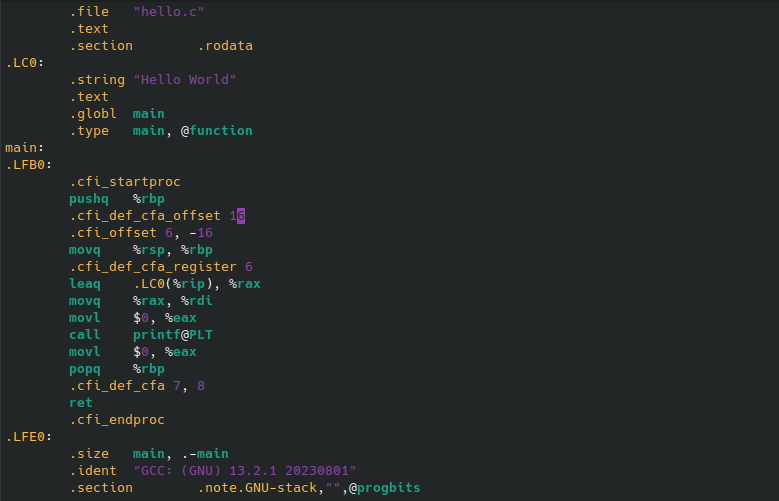 .file "hello.c"
.text
.section .rodata
.LC0:
.string "Hello World"
.text
.globl main
.type main, @function
main:
.LFB0:
.cfi_startproc
pushq %rbp
.cfi_def_cfa_offset 16
.cfi_offset 6, -16
movq %rsp, %rbp
.cfi_def_cfa_register 6
leaq .LC0(%rip), %rax
movq %rax, %rdi
movl $0, %eax
call printf@PLT
movl $0, %eax
popq %rbp
.cfi_def_cfa 7, 8
ret
.cfi_endproc
.LFE0:
.size main, .-main
.ident "GCC: (GNU) 13.2.1 20230801"
.section .note.GNU-stack,"",@progbits